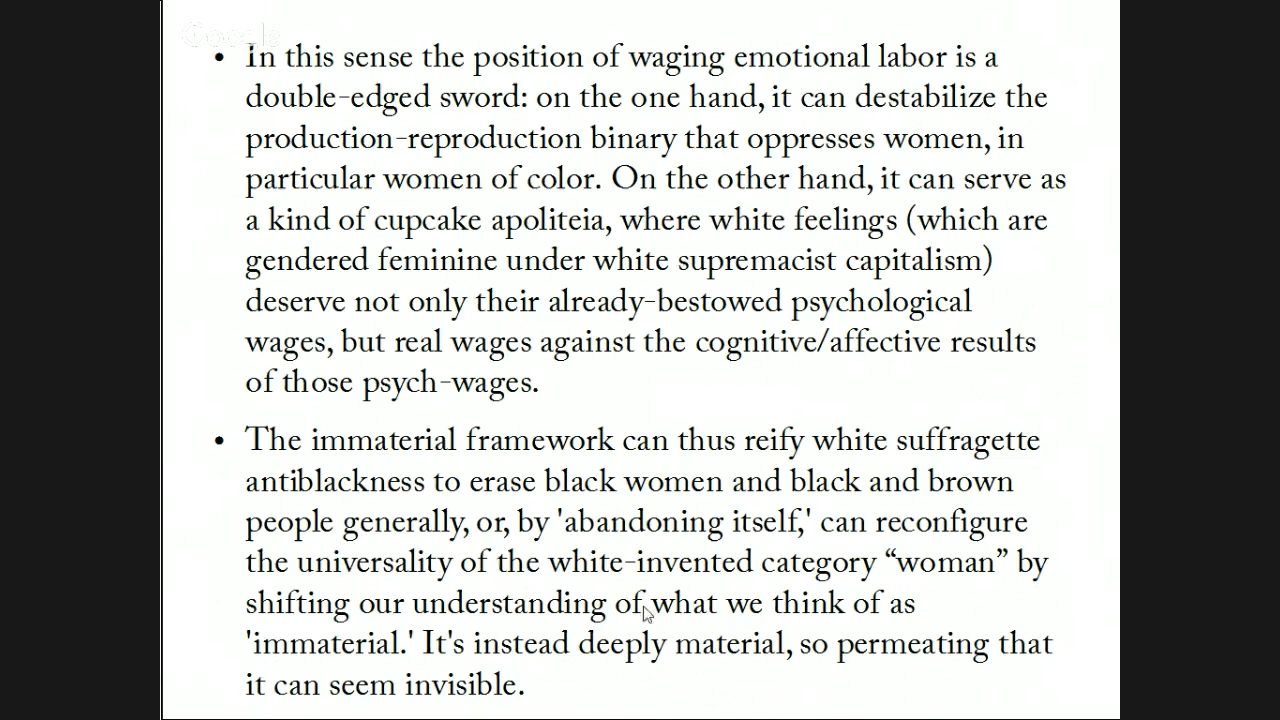 • In this sense the position of waging emotional labor is a
double-edged sword: on the one hand, it can destabilize the
production-reproduction binary that oppresses women, in
particular women of color. On the other hand, it can serve as
a kind of cupcake apoliteia, where white feelings (which are
gendered feminine under white supremacist capitalism)
deserve not only their already-bestowed psychological
wages, but real wages against the cognitive/affective results
of those psych-wages.
• The immaterial framework can thus reify white suffragette
antiblackness to erase black women and black and brown
people generally, or, by 'abandoning itself,' can reconfigure
the universality of the white-invented category “woman” by
shifting our understanding of what we think of as
'immaterial.' It's instead deeply material, so permeating that
it can seem invisible.